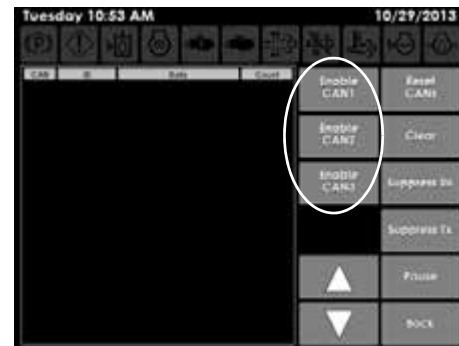 Tuesday 10:53 AM 10/29/2013
(P)
CAN ID Data Count
Enable CAN1
Reset CANs
Enable CAN2
Clear
Enable CAN3
Suppress Rx
Suppress Tx
Pause
Back